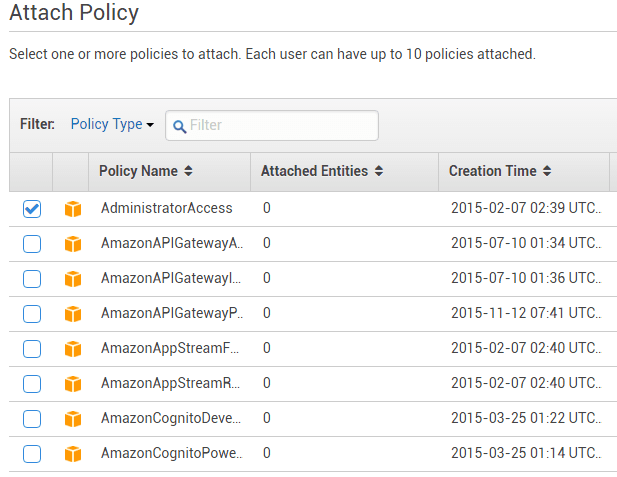 Attach Policy
Select one or more policies to attach. Each user can have up to 10 policies attached.
Filter: Policy Type Filter
Policy Name Attached Entities Creation Time
AdministratorAccess 0 2015-02-07 02:39 UTC..
AmazonAPIGatewayA.. 0 2015-07-10 01:34 UTC..
AmazonAPIGatewayI... 0 2015-07-10 01:36 UTC..
AmazonAPIGatewayP.. 0 2015-11-12 07:41 UTC..
AmazonAppStreamF... 0 2015-02-07 02:40 UTC..
AmazonAppStreamR... 0 2015-02-07 02:40 UTC..
AmazonCognitoDeve... 0 2015-03-25 01:22 UTC..
AmazonCognitoPowe.. 0 2015-03-25 01:14 UTC..